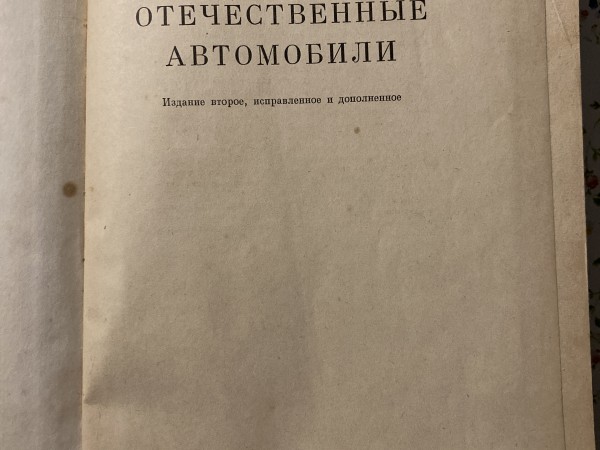 ОТЕЧЕСТВЕННЫЕ
АВТОМОБИЛИ
Издание второе, исправленное и дополненное